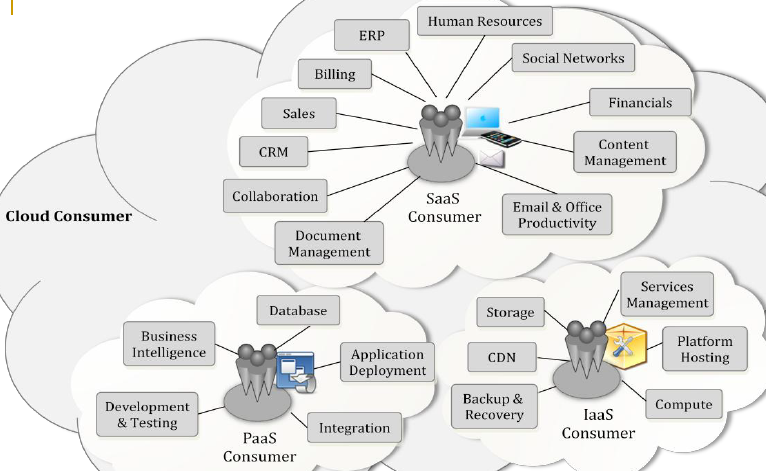 Human Resources
ERP
Social Networks
Billing
Financials
Sales
Content
Management
CRM
Collaboration
SaaS
Consumer
Email & Office
Productivity
Cloud Consumer
Document
Management
Services
Management
Database
Storage
Business
Intelligence
Platform
Hosting
Application
Deployment
CDN
Development
& Testing
Backup &
Recovery
Compute
Integration
PaaS
Consumer
IaaS
Consumer